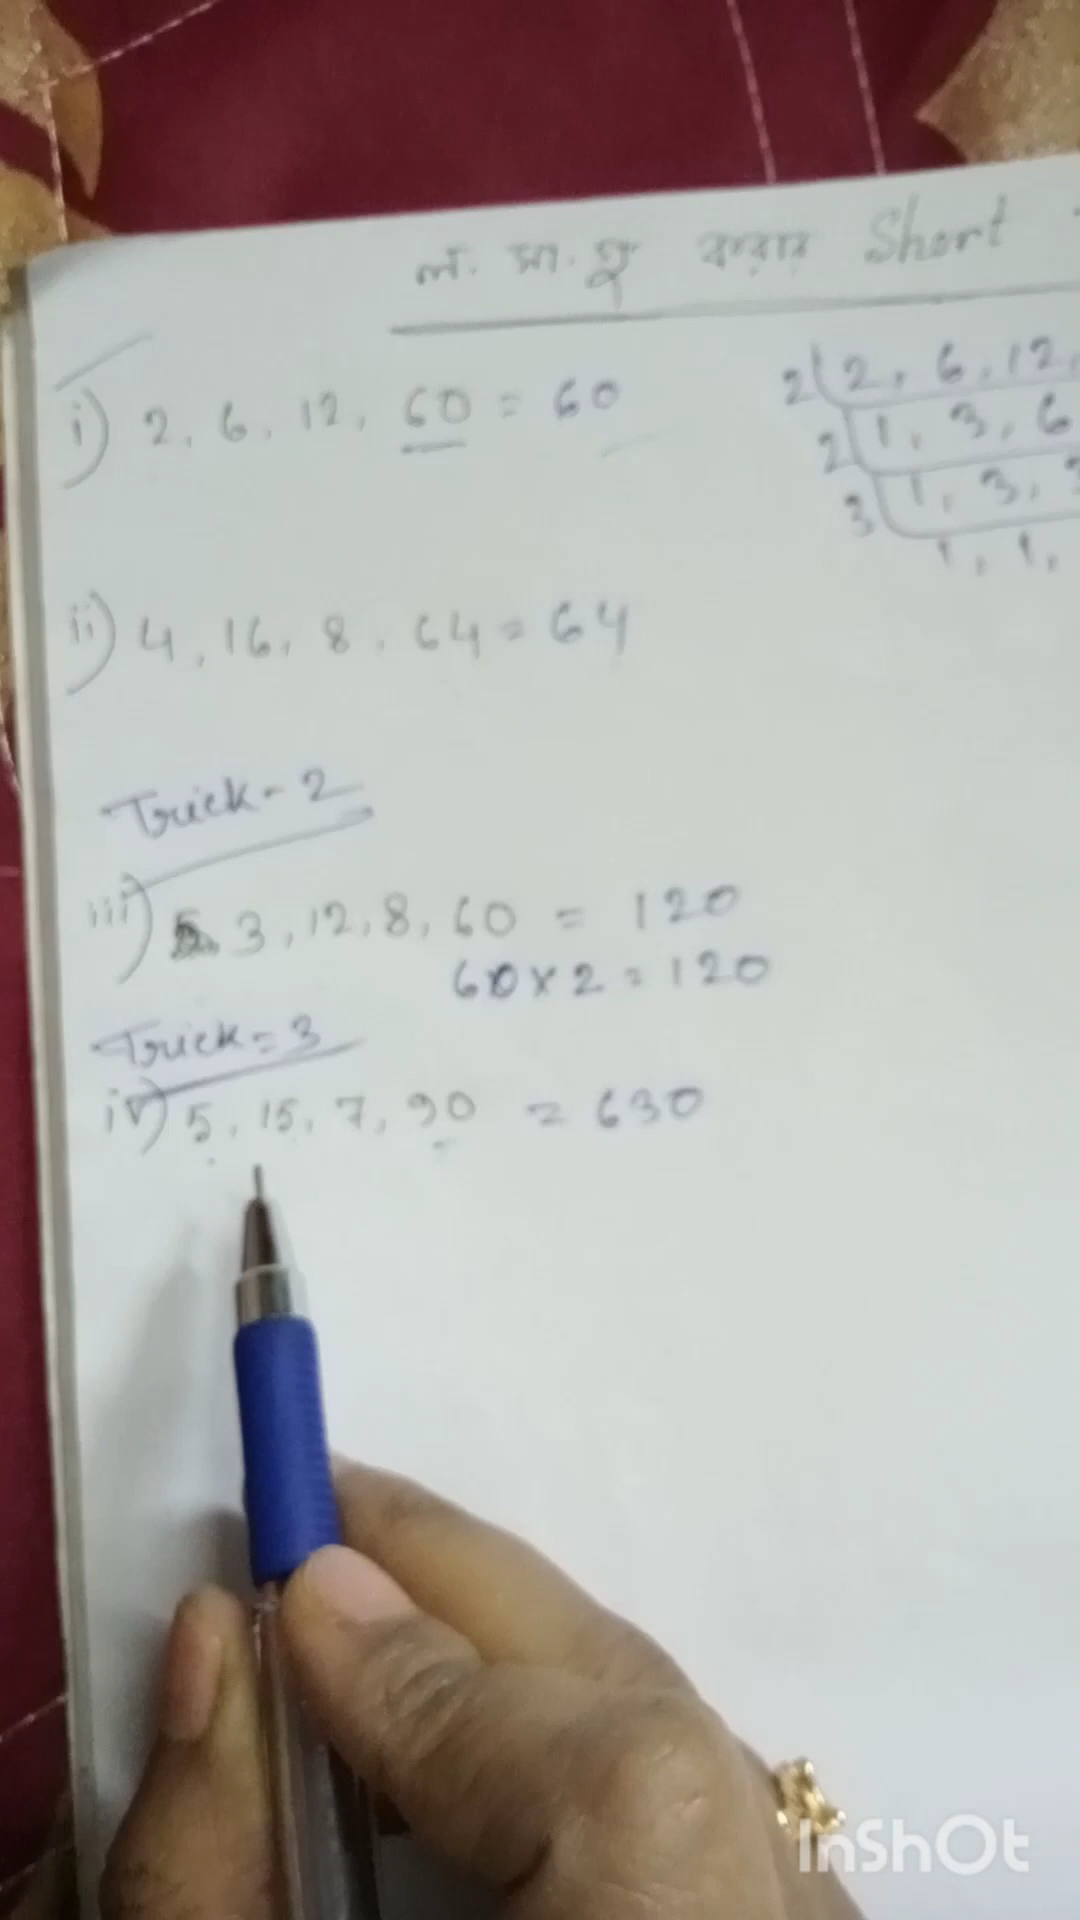 ল. সা. গু করার Short
i) 2, 6, 12, 60 = 60
2 2, 6, 12,
2 1, 3, 6
3 1, 3, 3
1, 1,
ii) 4, 16, 8, 64 = 64
Trick - 2
iii) 3, 12, 8, 60 = 120
60 x 2 = 120
Trick = 3
iv) 5, 15, 7, 90 = 630
InShOt